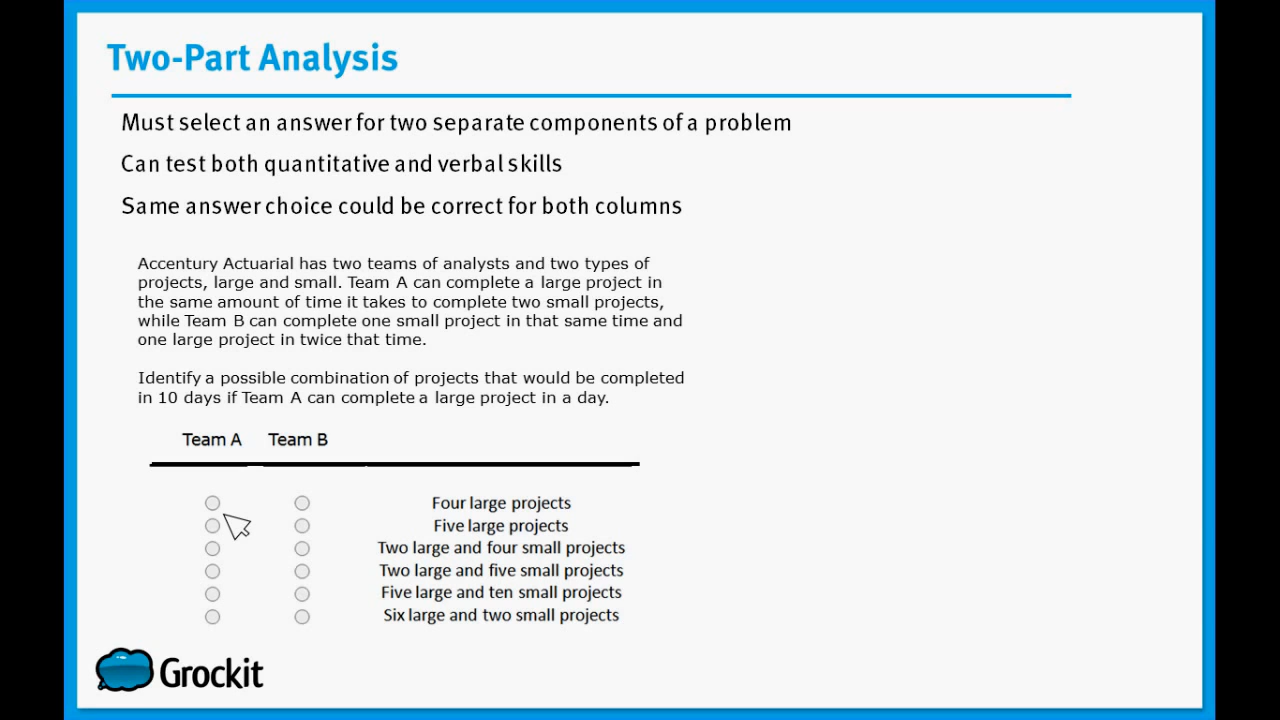 Two-Part Analysis
Must select an answer for two separate components of a problem
Can test both quantitative and verbal skills
Same answer choice could be correct for both columns
Accentury Actuarial has two teams of analysts and two types of
projects, large and small. Team A can complete a large project in
the same amount of time it takes to complete two small projects,
while Team B can complete one small project in that same time and
one large project in twice that time.
Identify a possible combination of projects that would be completed
in 10 days if Team A can complete a large project in a day.
Team A Team B
Four large projects
Five large projects
Two large and four small projects
Two large and five small projects
Five large and ten small projects
Six large and two small projects
Grockit